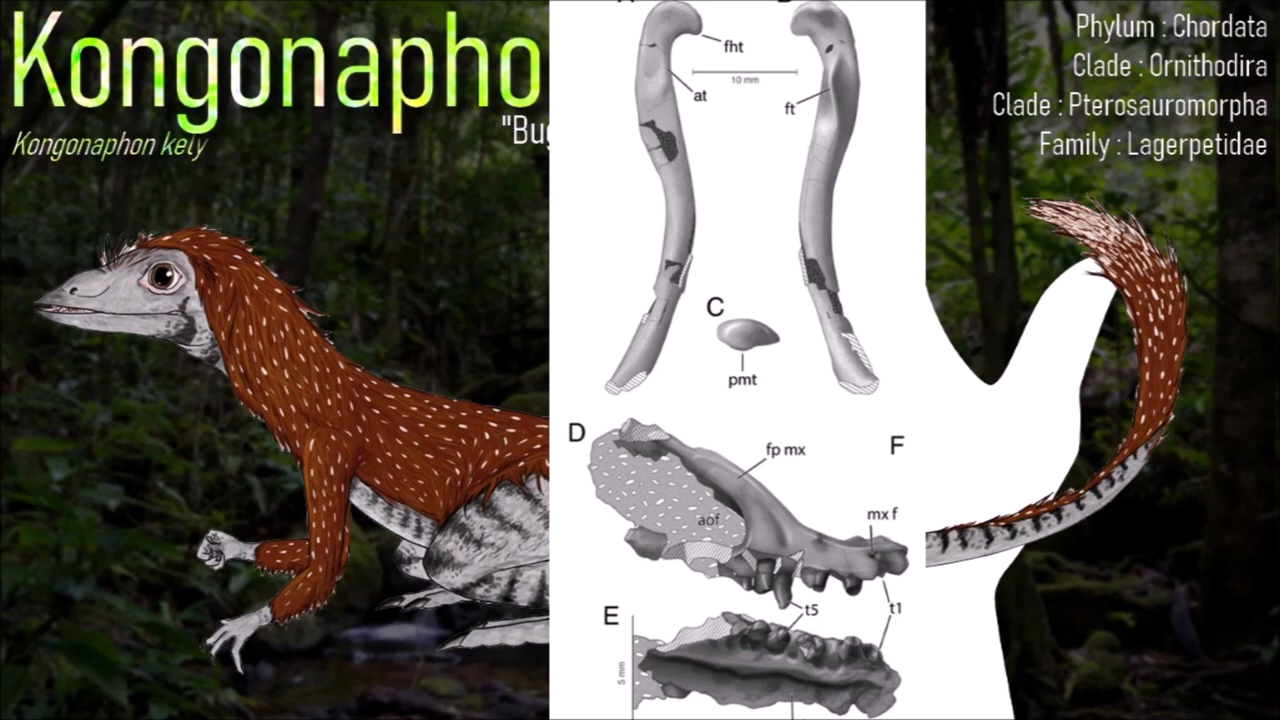 Kongonapho
Kongonaphon kely
"Bug
fht
10 mm
at
ft
C
pmt
D
fp mx
F
aof
mx f
t5
t1
E
5 mm
Phylum : Chordata
Clade : Ornithodira
Clade : Pterosauromorpha
Family : Lagerpetidae